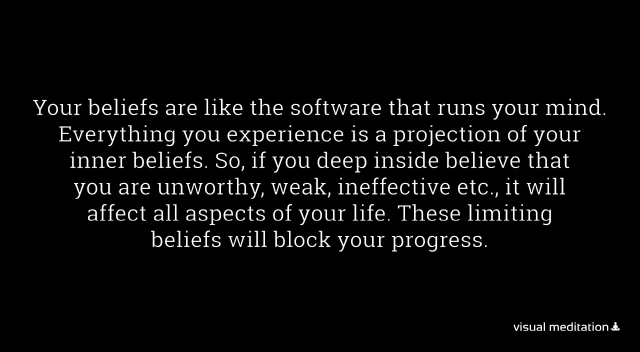 Your beliefs are like the software that runs your mind.
Everything you experience is a projection of your
inner beliefs. So, if you deep inside believe that
you are unworthy, weak, ineffective etc., it will
affect all aspects of your life. These limiting
beliefs will block your progress.
visual meditation